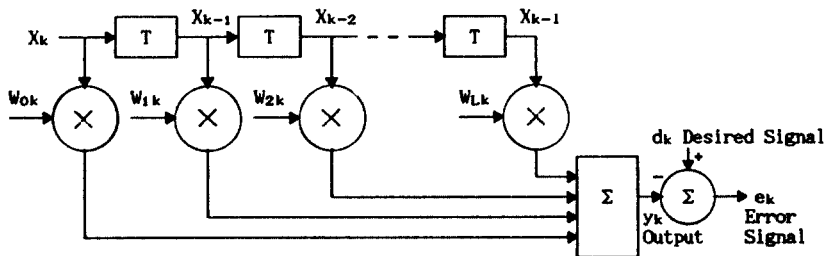 Xk T Xk-1 T Xk-2 T Xk-l
W0k × W1k × W2k × WLk ×
dk Desired Signal
− +
Σ Σ ek
yk Error
Output Signal